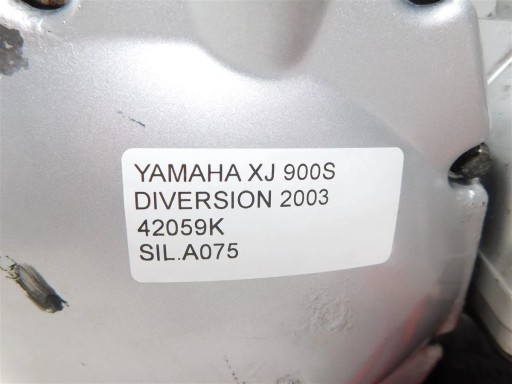 YAMAHA XJ 900S
DIVERSION 2003
42059K
SIL.A075